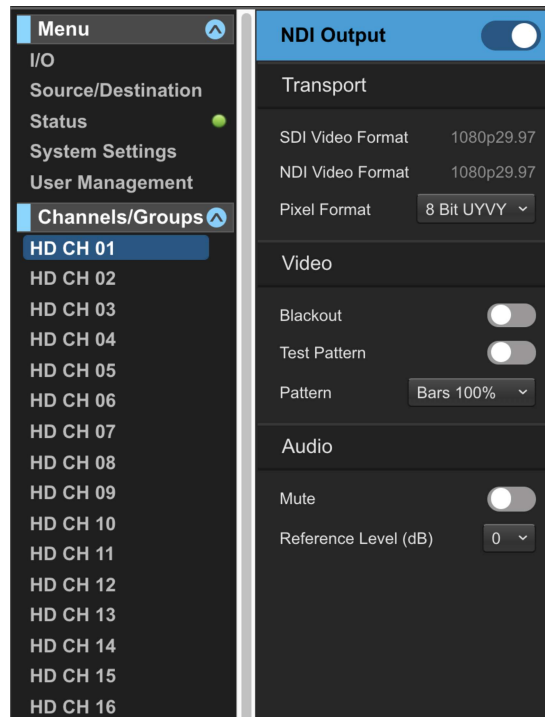 Menu
I/O
Source/Destination
Status
System Settings
User Management
Channels/Groups
HD CH 01
HD CH 02
HD CH 03
HD CH 04
HD CH 05
HD CH 06
HD CH 07
HD CH 08
HD CH 09
HD CH 10
HD CH 11
HD CH 12
HD CH 13
HD CH 14
HD CH 15
HD CH 16
NDI Output
Transport
SDI Video Format 1080p29.97
NDI Video Format 1080p29.97
Pixel Format 8 Bit UYVY
Video
Blackout
Test Pattern
Pattern Bars 100%
Audio
Mute
Reference Level (dB) 0